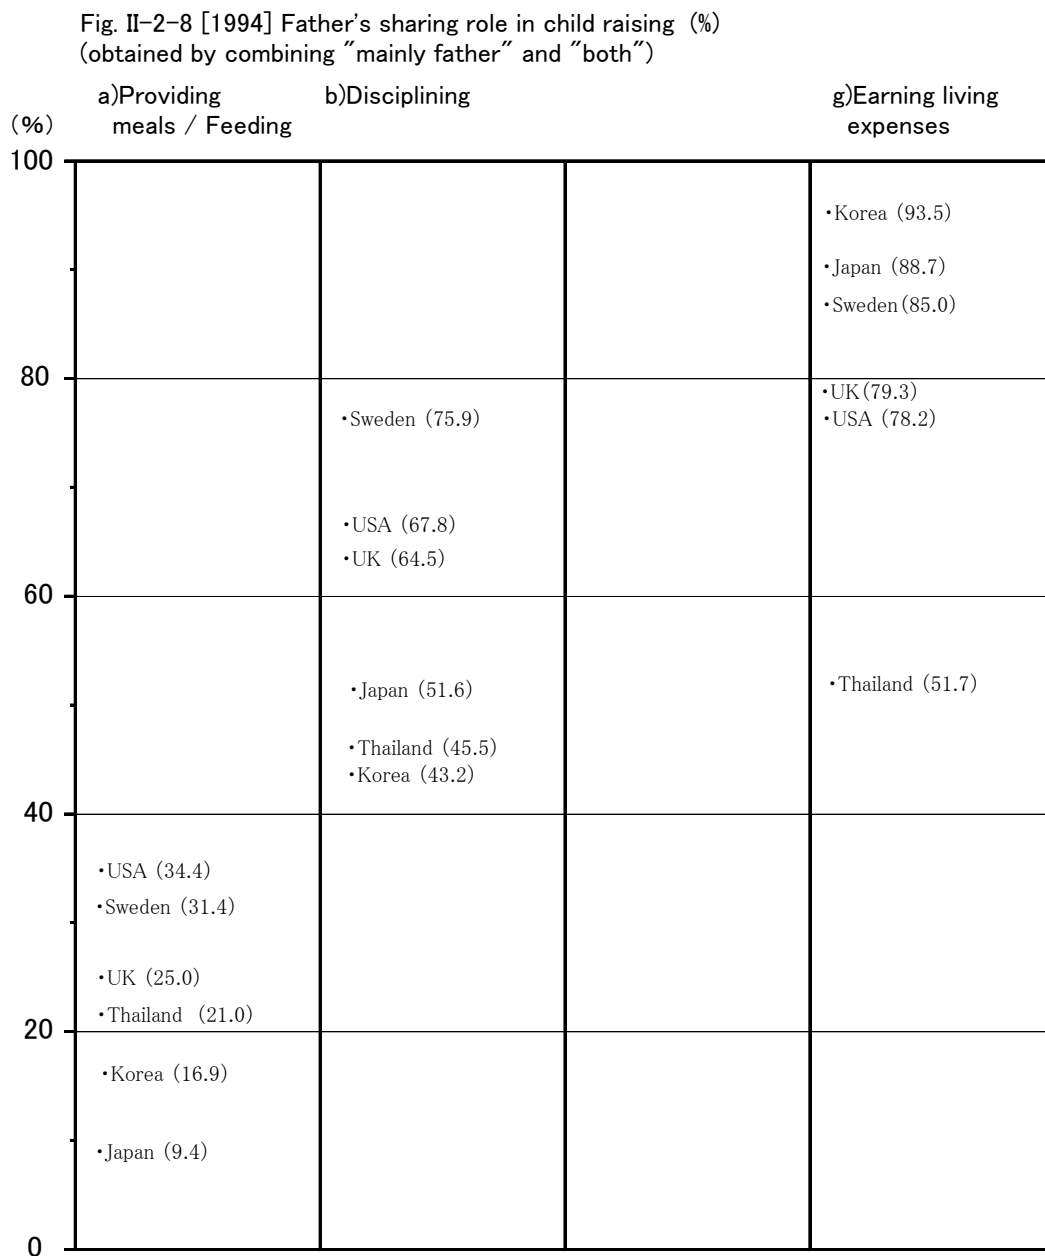 Fig. II-2-8 [1994] Father's sharing role in child raising (%)
(obtained by combining "mainly father" and "both")
a)Providing
meals / Feeding
b)Disciplining
g)Earning living
expenses
(%)
100
・Korea (93.5)
・Japan (88.7)
・Sweden(85.0)
80
・UK(79.3)
・Sweden (75.9)
・USA (78.2)
・USA (67.8)
・UK (64.5)
60
・Japan (51.6)
・Thailand (51.7)
・Thailand (45.5)
・Korea (43.2)
40
・USA (34.4)
・Sweden (31.4)
・UK (25.0)
・Thailand (21.0)
20
・Korea (16.9)
・Japan (9.4)
0